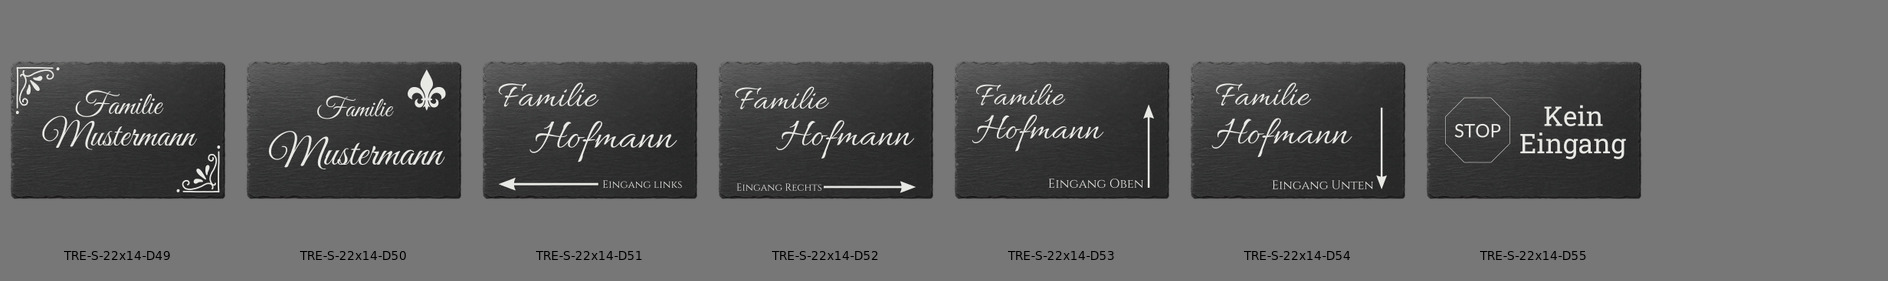 Familie
Mustermann
TRE-S-22x14-D49
Familie
Mustermann
TRE-S-22x14-D50
Familie
Hofmann
Eingang links
TRE-S-22x14-D51
Familie
Hofmann
Eingang Rechts
TRE-S-22x14-D52
Familie
Hofmann
Eingang Oben
TRE-S-22x14-D53
Familie
Hofmann
Eingang Unten
TRE-S-22x14-D54
STOP
Kein
Eingang
TRE-S-22x14-D55